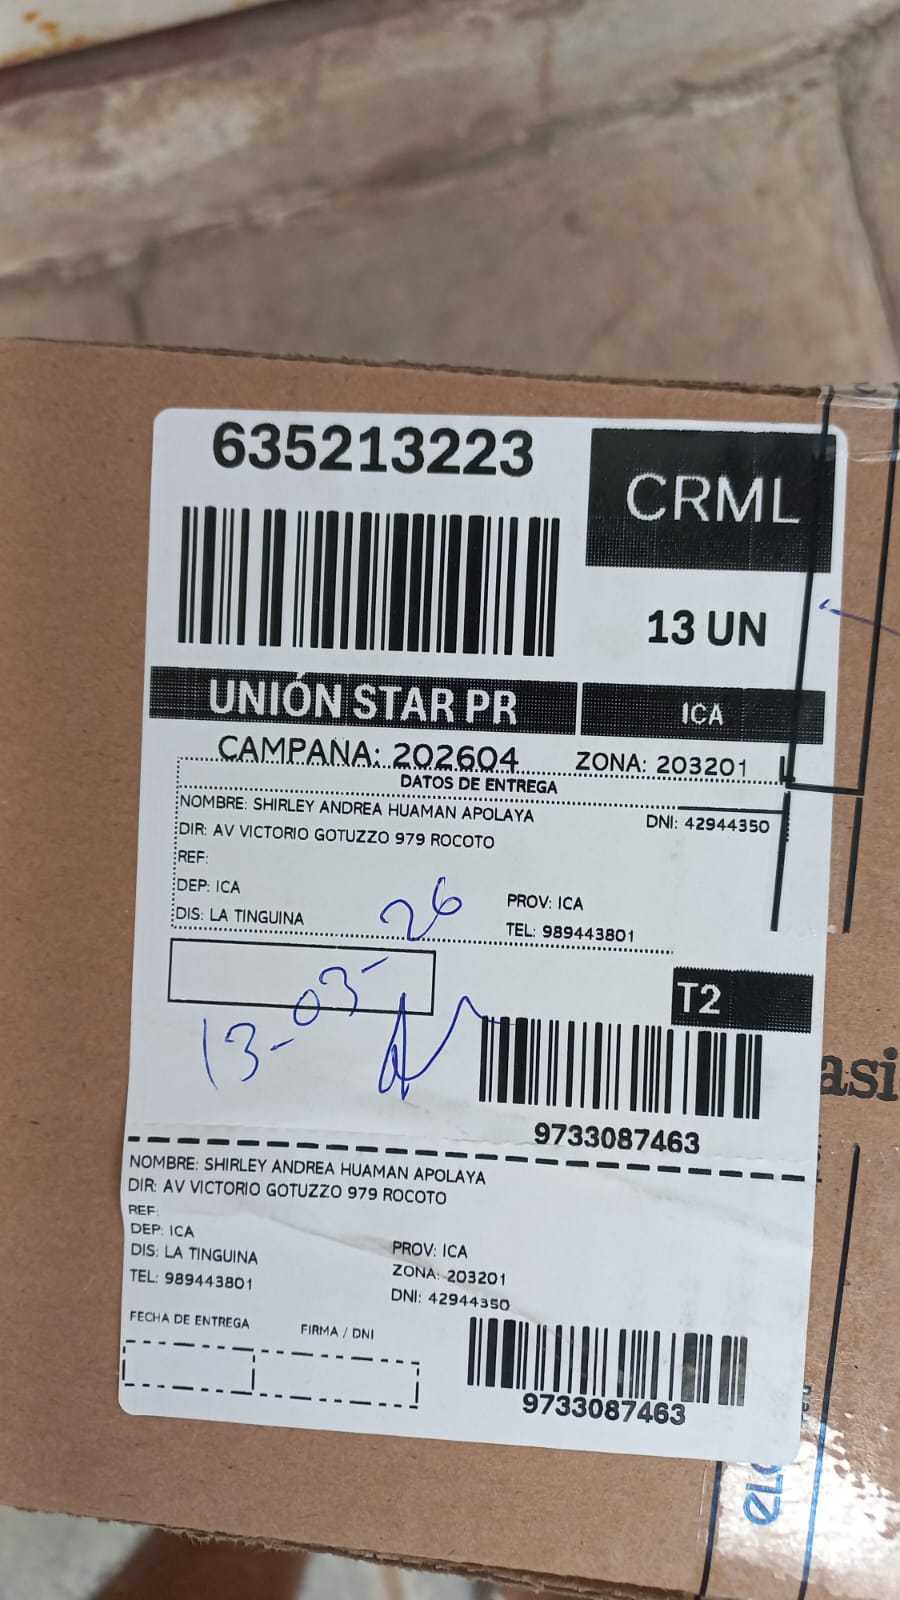 635213223
CRML
13 UN
UNIÓN STAR PR
ICA
CAMPAÑA: 202604
ZONA: 203201 L
DATOS DE ENTREGA
NOMBRE: SHIRLEY ANDREA HUAMAN APOLAYA
DNI: 42944350
DIR: AV VICTORIO GOTUZZO 979 ROCOTO
REF:
DEP: ICA
PROV: ICA
DIS: LA TINGUINA
TEL: 989443801
13-03-26
T2
9733087463
NOMBRE: SHIRLEY ANDREA HUAMAN APOLAYA
DIR: AV VICTORIO GOTUZZO 979 ROCOTO
REF:
DEP: ICA
PROV: ICA
DIS: LA TINGUINA
ZONA: 203201
TEL: 989443801
DNI: 42944350
FECHA DE ENTREGA
FIRMA / DNI
9733087463
asi